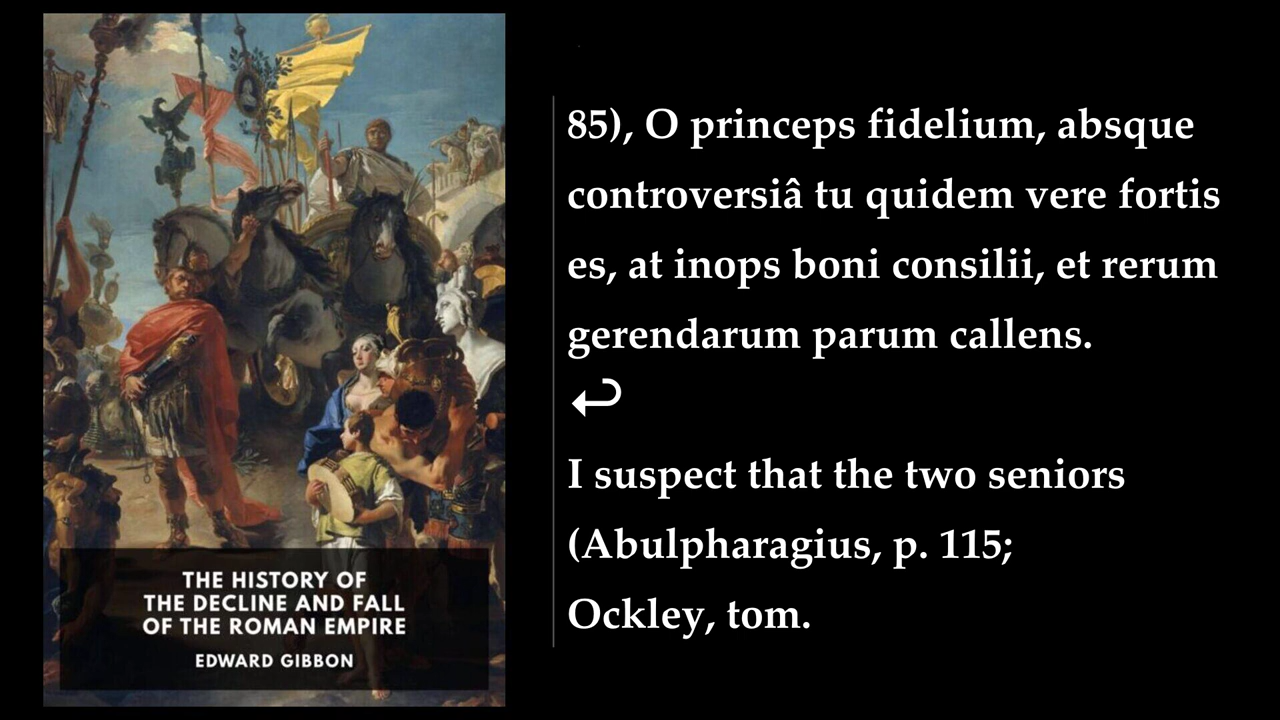 THE HISTORY OF
THE DECLINE AND FALL
OF THE ROMAN EMPIRE
EDWARD GIBBON
85), O princeps fidelium, absque
controversiâ tu quidem vere fortis
es, at inops boni consilii, et rerum
gerendarum parum callens.
↩
I suspect that the two seniors
(Abulpharagius, p. 115;
Ockley, tom.